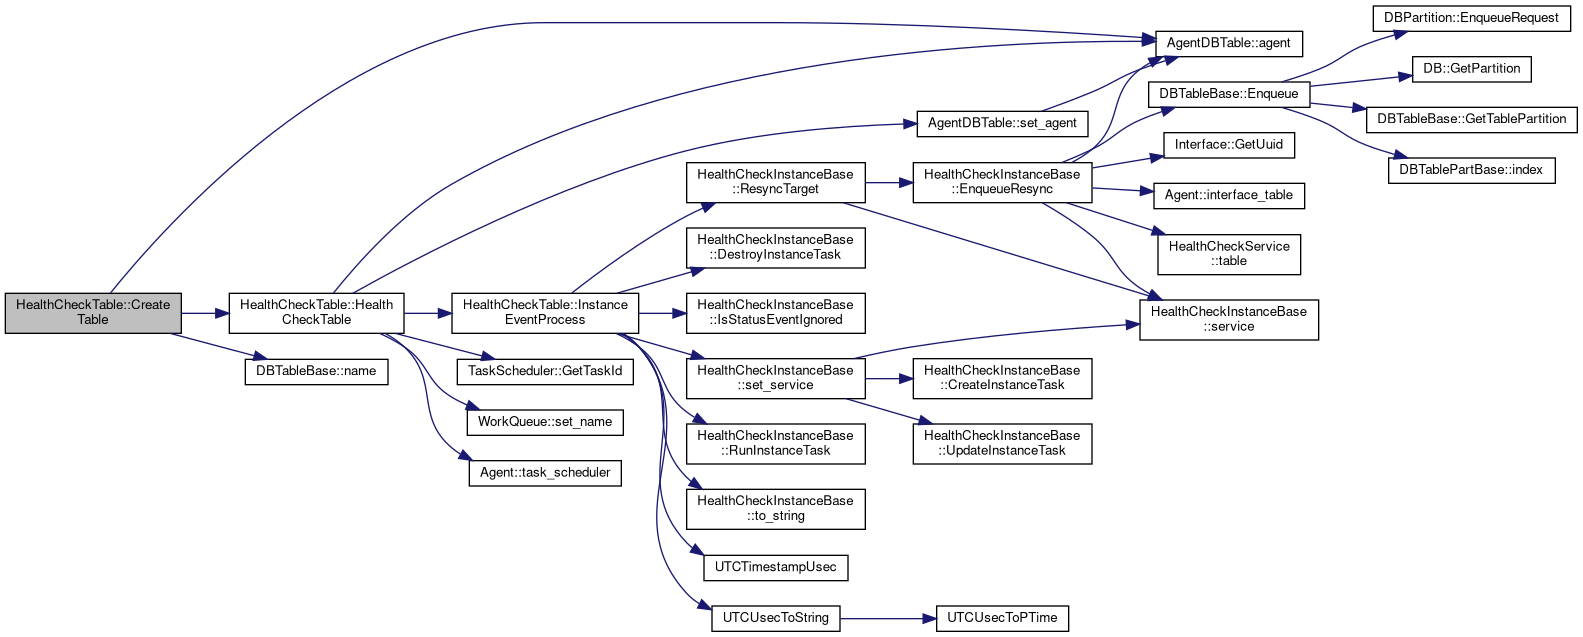 HealthCheckTable::Create
Table
HealthCheckTable::Health
CheckTable
DBTableBase::name
HealthCheckTable::Instance
EventProcess
TaskScheduler::GetTaskId
WorkQueue::set_name
Agent::task_scheduler
HealthCheckInstanceBase
::ResyncTarget
HealthCheckInstanceBase
::DestroyInstanceTask
HealthCheckInstanceBase
::IsStatusEventIgnored
HealthCheckInstanceBase
::set_service
HealthCheckInstanceBase
::RunInstanceTask
HealthCheckInstanceBase
::to_string
UTCTimestampUsec
UTCUsecToString
AgentDBTable::set_agent
HealthCheckInstanceBase
::EnqueueResync
HealthCheckInstanceBase
::CreateInstanceTask
HealthCheckInstanceBase
::UpdateInstanceTask
UTCUsecToPTime
AgentDBTable::agent
DBTableBase::Enqueue
Interface::GetUuid
Agent::interface_table
HealthCheckService
::table
HealthCheckInstanceBase
::service
DBPartition::EnqueueRequest
DB::GetPartition
DBTableBase::GetTablePartition
DBTablePartBase::index